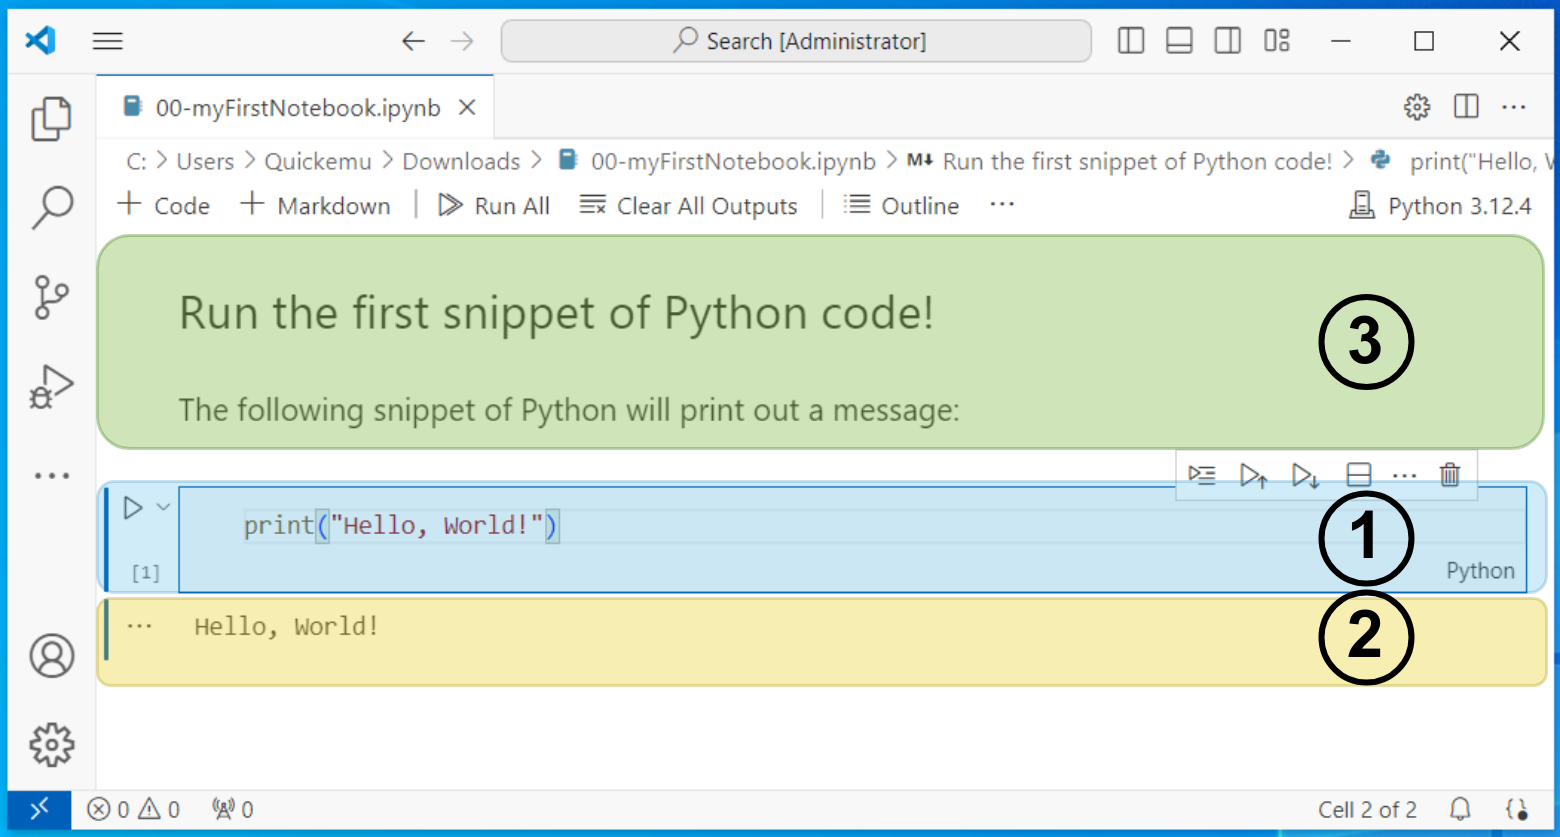 Search [Administrator]
00-myFirstNotebook.ipynb
C: > Users > Quickemu > Downloads > 00-myFirstNotebook.ipynb > M↓ Run the first snippet of Python code! > print("Hello, W
+ Code + Markdown | Run All Clear All Outputs | Outline ··· Python 3.12.4
Run the first snippet of Python code!
3
The following snippet of Python will print out a message:
print("Hello, World!")
1
[1]
Python
··· Hello, World!
2
0 0 0 Cell 2 of 2